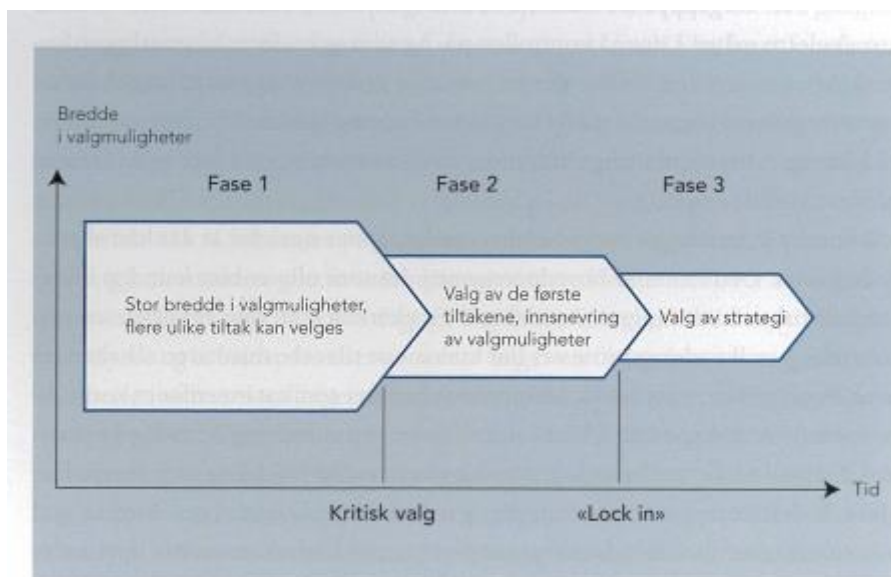 Bredde
i valgmuligheter
Fase 1
Fase 2
Fase 3
Stor bredde i valgmuligheter,
flere ulike tiltak kan velges
Valg av de første
tiltakene, innsnevring
av valgmuligheter
Valg av strategi
Tid
Kritisk valg
«Lock in»